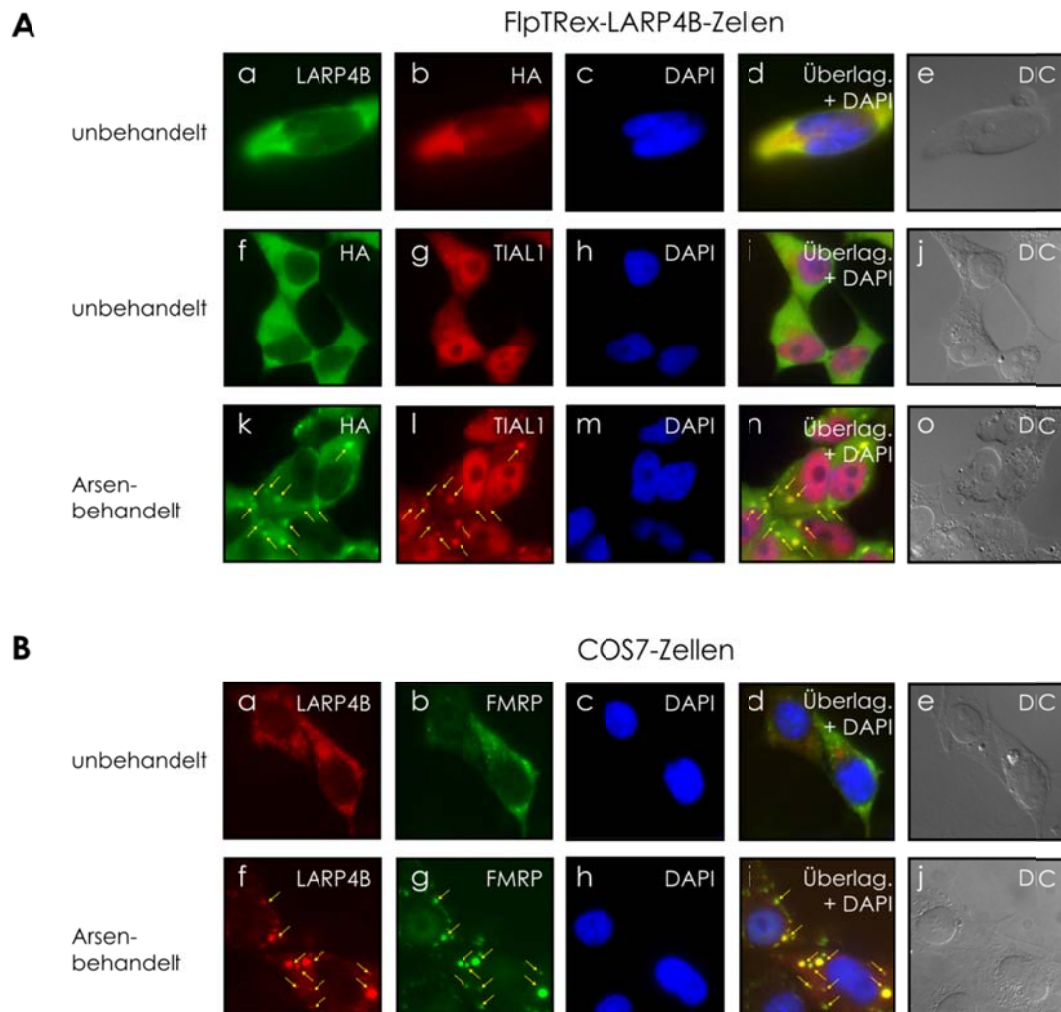 A
FlpTRex-LARP4B-Zelen
unbehandelt
a LARP4B
b HA
c DAPI
d Überlag. + DAPI
e DIC
unbehandelt
f HA
g TIAL1
h DAPI
i Überlag. + DAPI
j DIC
Arsen-
behandelt
k HA
l TIAL1
m DAPI
n Überlag. + DAPI
o DIC
B
COS7-Zellen
unbehandelt
a LARP4B
b FMRP
c DAPI
d Überlag. + DAPI
e DIC
Arsen-
behandelt
f LARP4B
g FMRP
h DAPI
i Überlag. + DAPI
j DIC